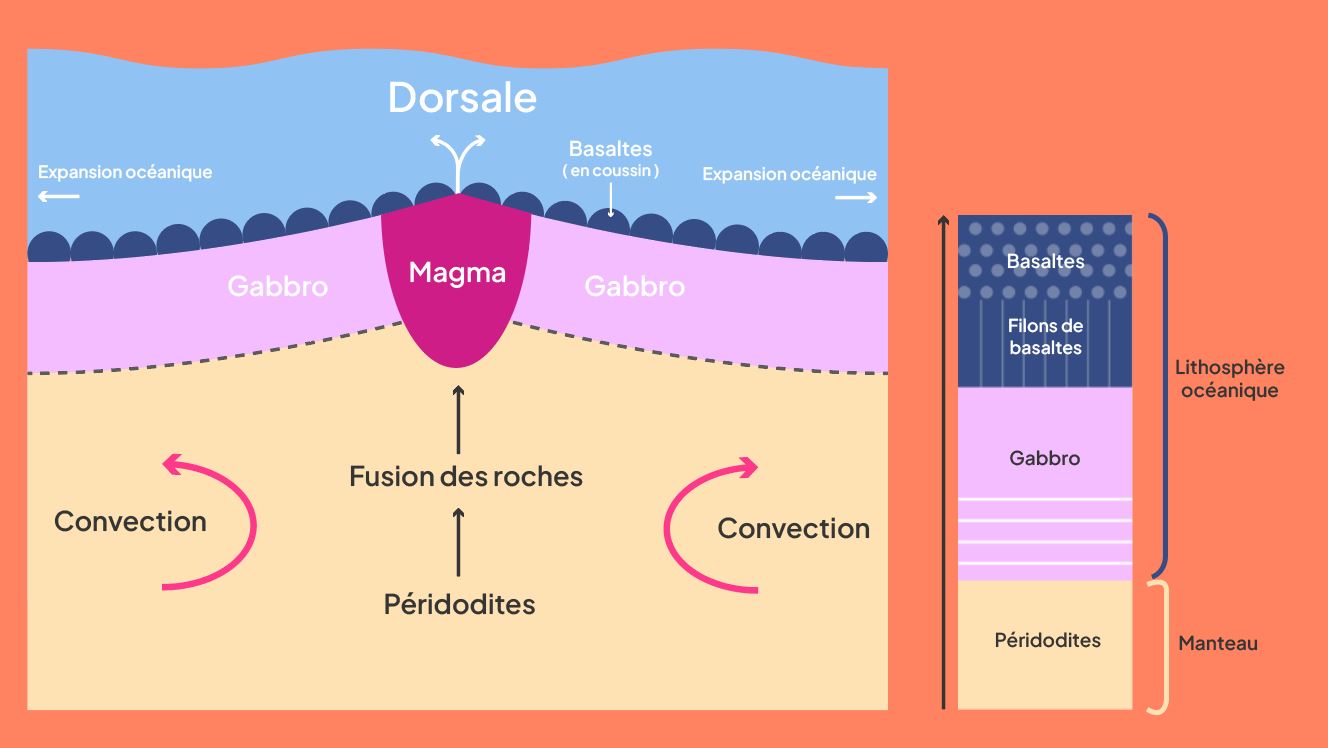 Dorsale
Basaltes
( en coussin )
Expansion océanique
Expansion océanique
Gabbro
Magma
Gabbro
Fusion des roches
Convection
Convection
Péridodites
Basaltes
Filons de
basaltes
Gabbro
Péridodites
Lithosphère
océanique
Manteau